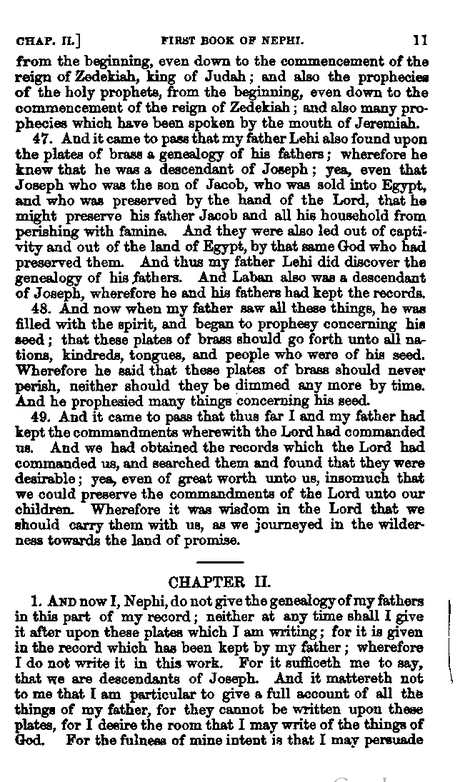 CHAP. II.] FIRST BOOK OF NEPHI. 11
from the beginning, even down to the commencement of the
reign of Zedekiah, king of Judah; and also the prophecies
of the holy prophets, from the beginning, even down to the
commencement of the reign of Zedekiah; and also many pro-
phecies which have been spoken by the mouth of Jeremiah.
47. And it came to pass that my father Lehi also found upon
the plates of brass a genealogy of his fathers; wherefore he
knew that he was a descendant of Joseph; yea, even that
Joseph who was the son of Jacob, who was sold into Egypt,
and who was preserved by the hand of the Lord, that he
might preserve his father Jacob and all his household from
perishing with famine. And they were also led out of capti-
vity and out of the land of Egypt, by that same God who had
preserved them. And thus my father Lehi did discover the
genealogy of his fathers. And Laban also was a descendant
of Joseph, wherefore he and his fathers had kept the records.
48. And now when my father saw all these things, he was
filled with the spirit, and began to prophesy concerning his
seed; that these plates of brass should go forth unto all na-
tions, kindreds, tongues, and people who were of his seed.
Wherefore he said that these plates of brass should never
perish, neither should they be dimmed any more by time.
And he prophesied many things concerning his seed.
49. And it came to pass that thus far I and my father had
kept the commandments wherewith the Lord had commanded
us. And we had obtained the records which the Lord had
commanded us, and searched them and found that they were
desirable; yea, even of great worth unto us, insomuch that
we could preserve the commandments of the Lord unto our
children. Wherefore it was wisdom in the Lord that we
should carry them with us, as we journeyed in the wilder-
ness towards the land of promise.
CHAPTER II.
1. AND now I, Nephi, do not give the genealogy of my fathers
in this part of my record; neither at any time shall I give
it after upon these plates which I am writing; for it is given
in the record which has been kept by my father; wherefore
I do not write it in this work. For it sufficeth me to say,
that we are descendants of Joseph. And it mattereth not
to me that I am particular to give a full account of all the
things of my father, for they cannot be written upon these
plates, for I desire the room that I may write of the things of
God. For the fulness of mine intent is that I may persuade